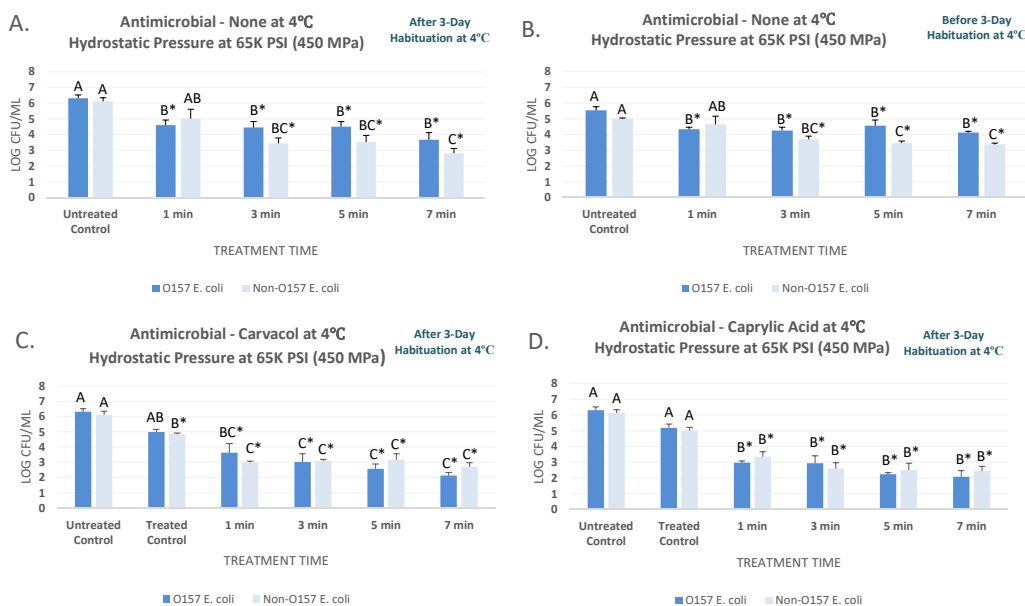 A.
Antimicrobial - None at 4℃
Hydrostatic Pressure at 65K PSI (450 MPa)
After 3-Day
Habituation at 4°C
LOG CFU/ML
8
7
6
5
4
3
2
1
0
A A
B* AB
B* BC*
B* BC*
B* C*
Untreated Control
1 min
3 min
5 min
7 min
TREATMENT TIME
O157 E. coli
Non-O157 E. coli
B.
Antimicrobial - None at 4℃
Hydrostatic Pressure at 65K PSI (450 MPa)
Before 3-Day
Habituation at 4°C
LOG CFU/ML
8
7
6
5
4
3
2
1
0
A A
B* AB
B* BC*
B* C*
B* C*
Untreated Control
1 min
3 min
5 min
7 min
TREATMENT TIME
O157 E. coli
Non-O157 E. coli
C.
Antimicrobial - Carvacol at 4℃
Hydrostatic Pressure at 65K PSI (450 MPa)
After 3-Day
Habituation at 4°C
LOG CFU/ML
8
7
6
5
4
3
2
1
0
A A
AB B*
BC* C*
C* C*
C* C*
C* C*
Untreated Control
Treated Control
1 min
3 min
5 min
7 min
TREATMENT TIME
O157 E. coli
Non-O157 E. coli
D.
Antimicrobial - Caprylic Acid at 4℃
Hydrostatic Pressure at 65K PSI (450 MPa)
After 3-Day
Habituation at 4°C
LOG CFU/ML
8
7
6
5
4
3
2
1
0
A A
A A
B* B*
B* B*
B* B*
B* B*
Untreated Control
Treated Control
1 min
3 min
5 min
7 min
TREATMENT TIME
O157 E. coli
Non-O157 E. coli